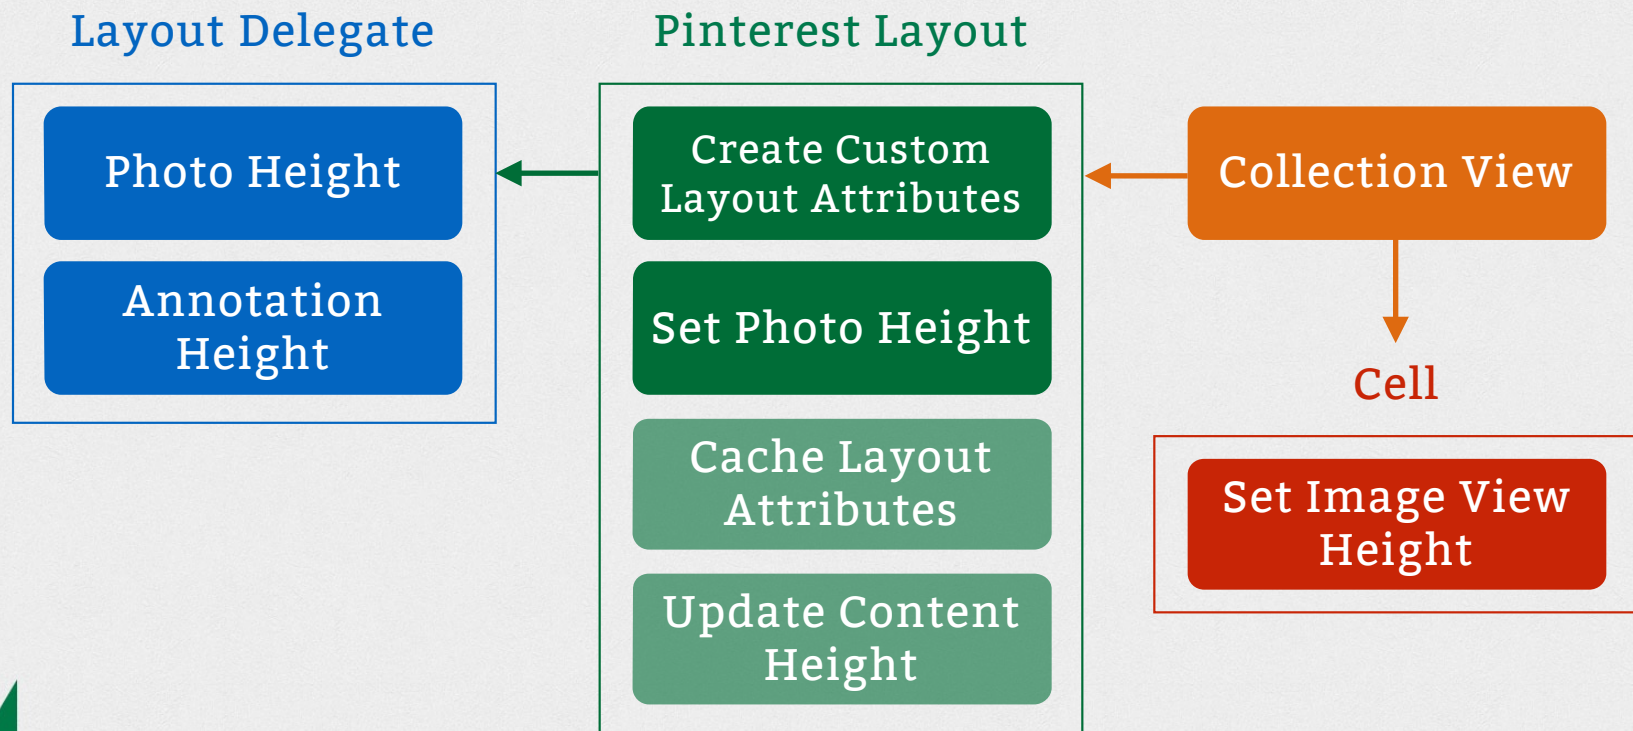 Layout Delegate
Photo Height
Annotation
Height
Pinterest Layout
Create Custom
Layout Attributes
Set Photo Height
Cache Layout
Attributes
Update Content
Height
Collection View
Cell
Set Image View
Height